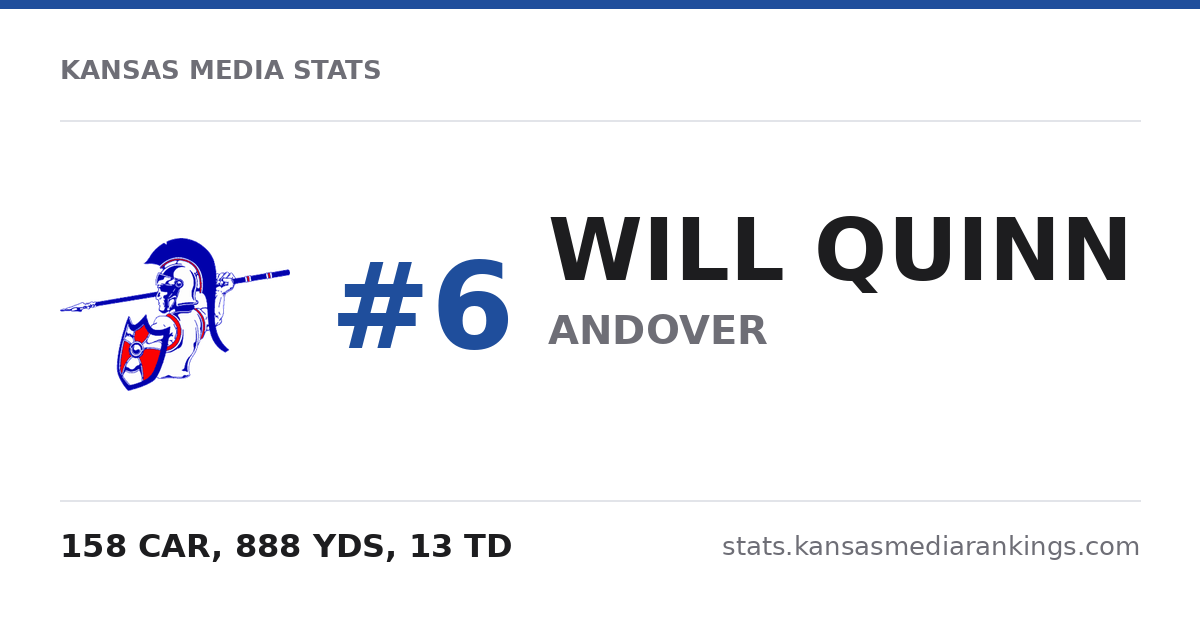 KANSAS MEDIA STATS
#6
WILL QUINN
ANDOVER
158 CAR, 888 YDS, 13 TD
stats.kansasmediarankings.com